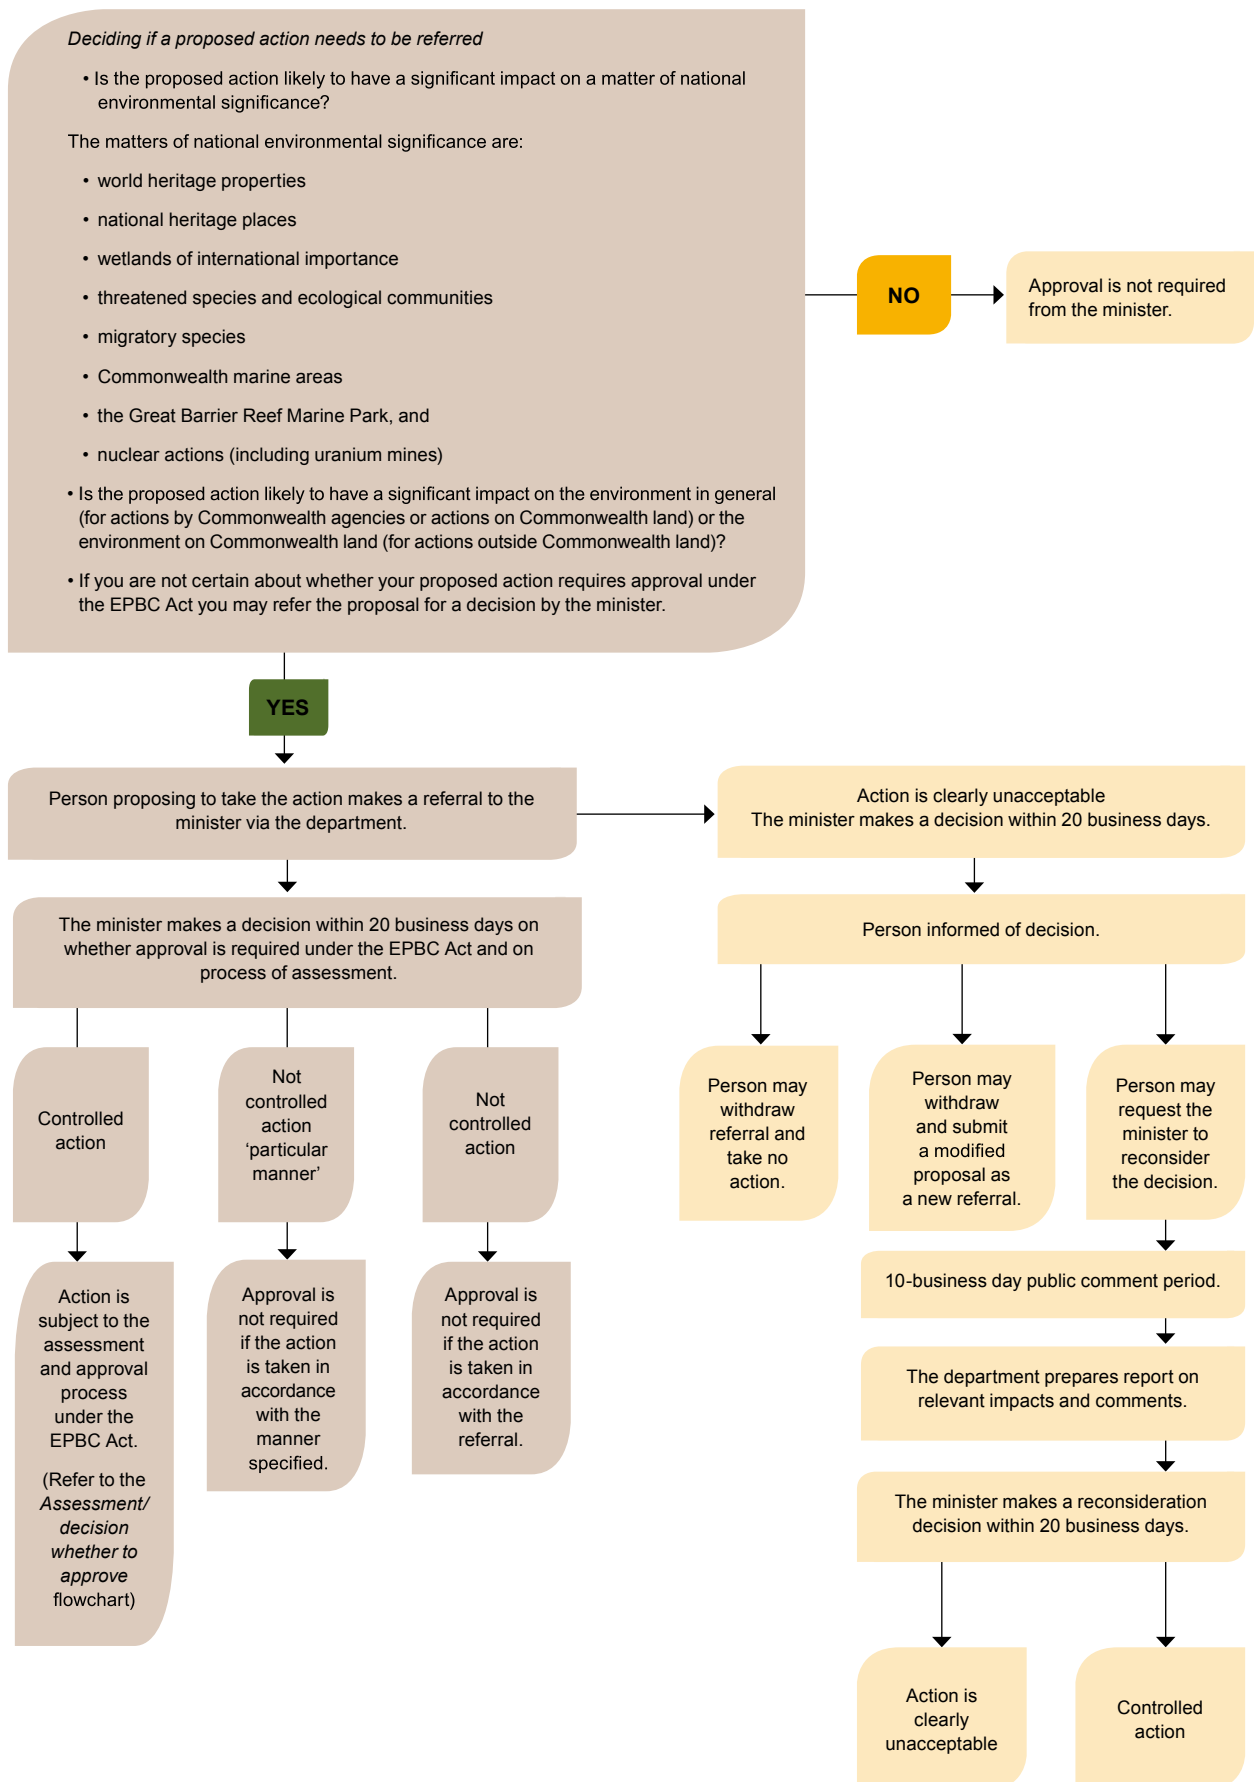 Deciding if a proposed action needs to be referred
• Is the proposed action likely to have a significant impact on a matter of national
environmental significance?
The matters of national environmental significance are:
• world heritage properties
• national heritage places
• wetlands of international importance
• threatened species and ecological communities
• migratory species
• Commonwealth marine areas
• the Great Barrier Reef Marine Park, and
• nuclear actions (including uranium mines)
• Is the proposed action likely to have a significant impact on the environment in general
(for actions by Commonwealth agencies or actions on Commonwealth land) or the
environment on Commonwealth land (for actions outside Commonwealth land)?
• If you are not certain about whether your proposed action requires approval under
the EPBC Act you may refer the proposal for a decision by the minister.
NO
Approval is not required
from the minister.
YES
Person proposing to take the action makes a referral to the
minister via the department.
Action is clearly unacceptable
The minister makes a decision within 20 business days.
The minister makes a decision within 20 business days on
whether approval is required under the EPBC Act and on
process of assessment.
Person informed of decision.
Controlled
action
Not
controlled
action
‘particular
manner’
Not
controlled
action
Person may
withdraw
referral and
take no
action.
Person may
withdraw
and submit
a modified
proposal as
a new referral.
Person may
request the
minister to
reconsider
the decision.
Action is
subject to the
assessment
and approval
process
under the
EPBC Act.
(Refer to the
Assessment/
decision
whether to
approve
flowchart)
Approval is
not required
if the action
is taken in
accordance
with the
manner
specified.
Approval is
not required
if the action
is taken in
accordance
with the
referral.
10-business day public comment period.
The department prepares report on
relevant impacts and comments.
The minister makes a reconsideration
decision within 20 business days.
Action is
clearly
unacceptable
Controlled
action